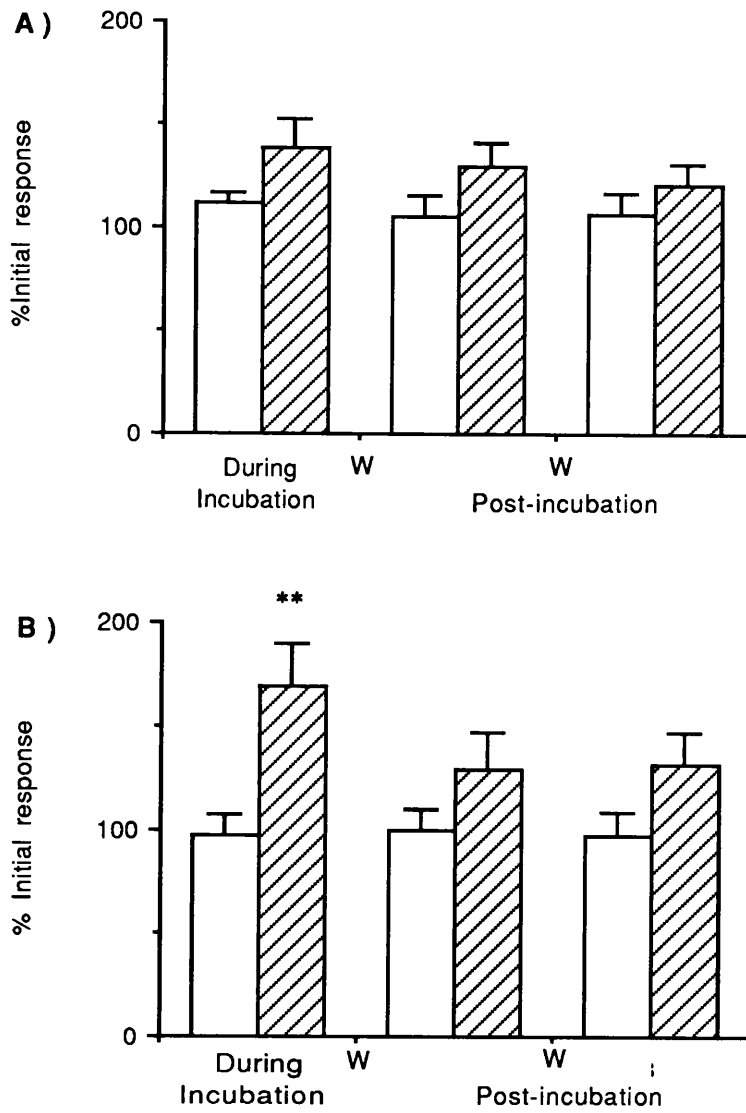 A )
200
100
0
%Initial response
During
Incubation
W
W
Post-incubation
B )
**
200
100
0
% Initial response
During
Incubation
W
W
Post-incubation